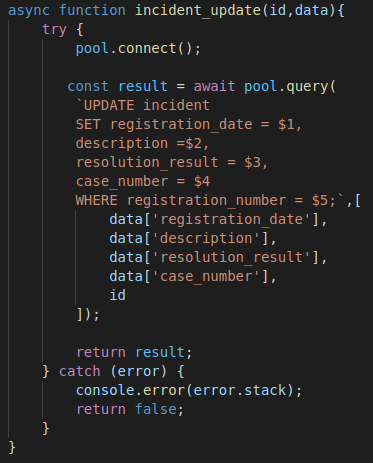 async function incident_update(id,data){
    try {
        pool.connect();

       const result = await pool.query(
        `UPDATE incident
        SET registration_date = $1,
        description =$2,
        resolution_result = $3,
        case_number = $4
        WHERE registration_number = $5;`,[
            data['registration_date'],
            data['description'],
            data['resolution_result'],
            data['case_number'],
            id
        ]);

        return result;
    } catch (error) {
        console.error(error.stack);
        return false;
    }
}